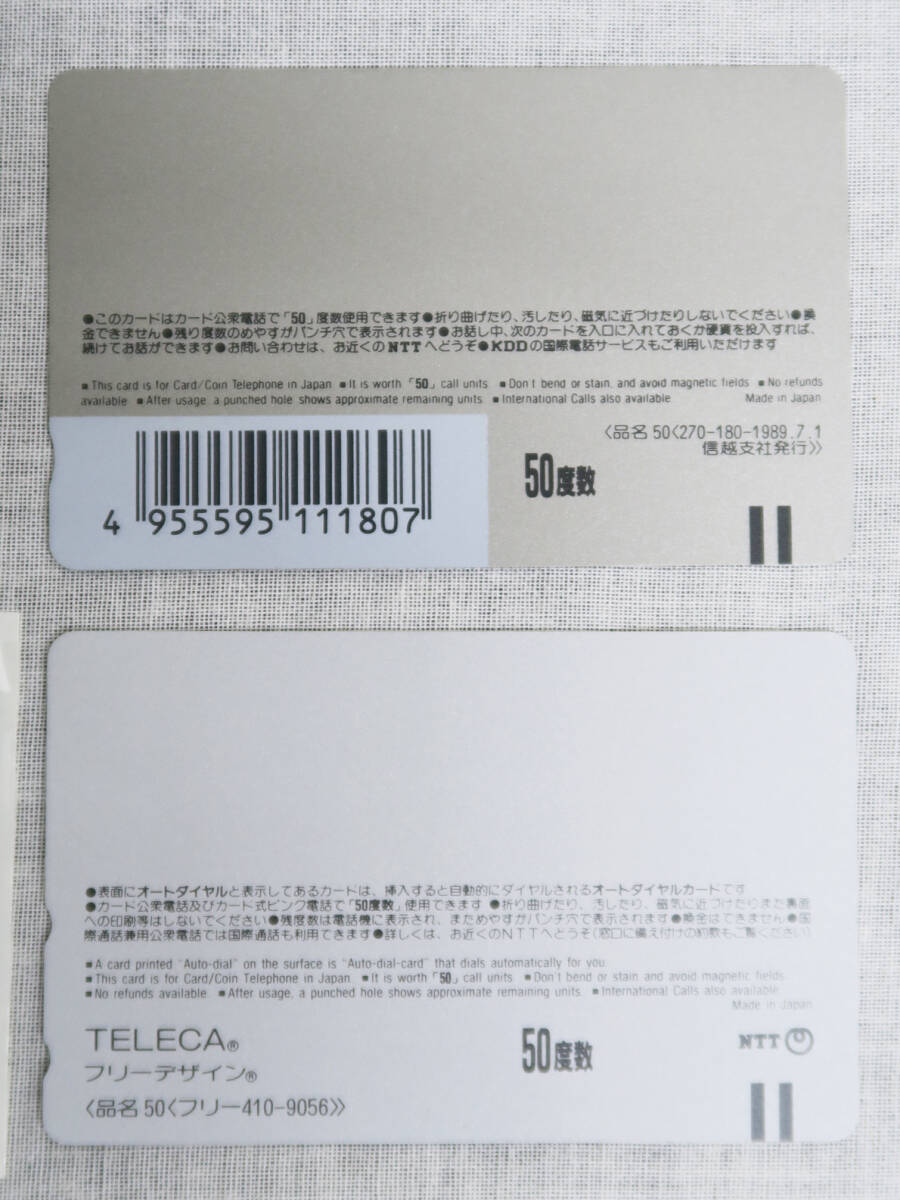 ●このカードはカード公衆電話で「50」度数使用できます●折り曲げたり、汚したり、磁気に近づけたりしないでください●換
金できません●残り度数のめやすがパンチ穴で表示されます●お話し中、次のカードを入口に入れておくか硬貨を投入すれば、
続けてお話ができます●お問い合わせは、お近くのNTTへどうぞ●KDDの国際電話サービスもご利用いただけます
■This card is for Card/Coin Telephone in Japan ■It is worth「50」call units ■Don't bend or stain, and avoid magnetic fields ■No refunds
available ■After usage, a punched hole shows approximate remaining units ■International Calls also available Made in Japan
〈品名 50〈270-180-1989.7.1
信越支社発行〉〉
50度数
4 955595 111807
●表面にオートダイヤルと表示してあるカードは、挿入すると自動的にダイヤルされるオートダイヤルカードです
●カード公衆電話及びカード式ピンク電話で「50度数」使用できます ●折り曲げたり、汚したり、磁気に近づけたりまた裏面
への印刷等はしないでください●残度数は電話機に表示され、まためやすがパンチ穴で表示されます●換金はできません●国
際通話兼用公衆電話では国際通話も利用できます●詳しくは、お近くのNTTへどうぞ(窓口に備え付けの約款もご覧ください)
■A card printed "Auto-dial" on the surface is "Auto-dial-card" that dials automatically for you.
■This card is for Card/Coin Telephone in Japan ■It is worth「50」call units ■Don't bend or stain and avoid magnetic fields
■No refunds available ■After usage, a punched hole shows approximate remaining units ■International Calls also available
Made in Japan
TELECA®
フリーデザイン®
〈品名 50〈フリー410-9056〉〉
50度数
NTT